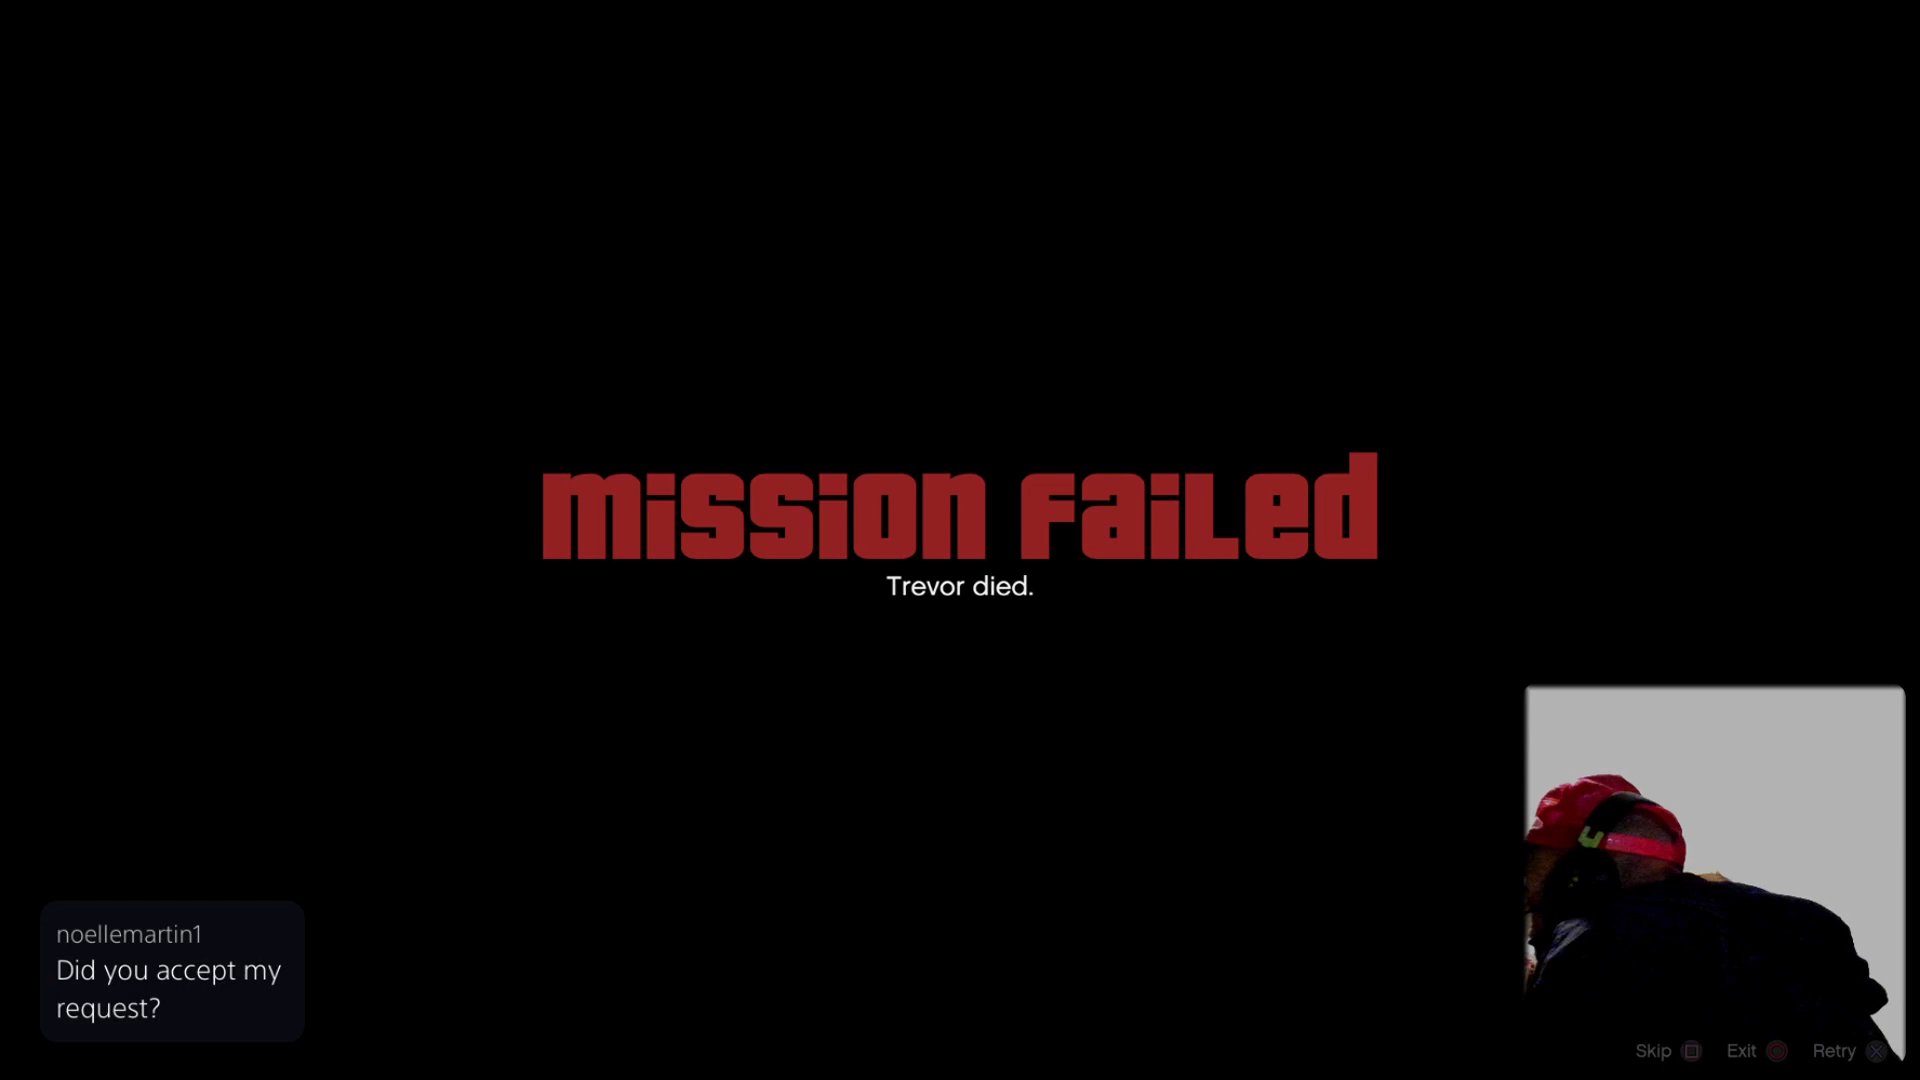 mission failed
Trevor died.
noellemartin1
Did you accept my
request?
Skip Exit Retry